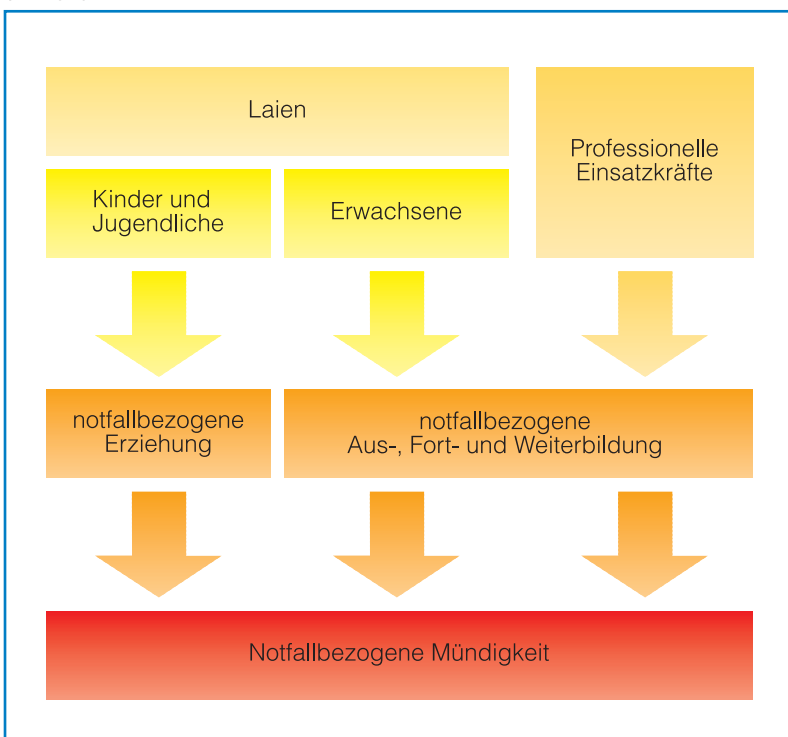 Laien
Professionelle
Einsatzkräfte
Kinder und
Jugendliche
Erwachsene
notfallbezogene
Erziehung
notfallbezogene
Aus-, Fort- und Weiterbildung
Notfallbezogene Mündigkeit